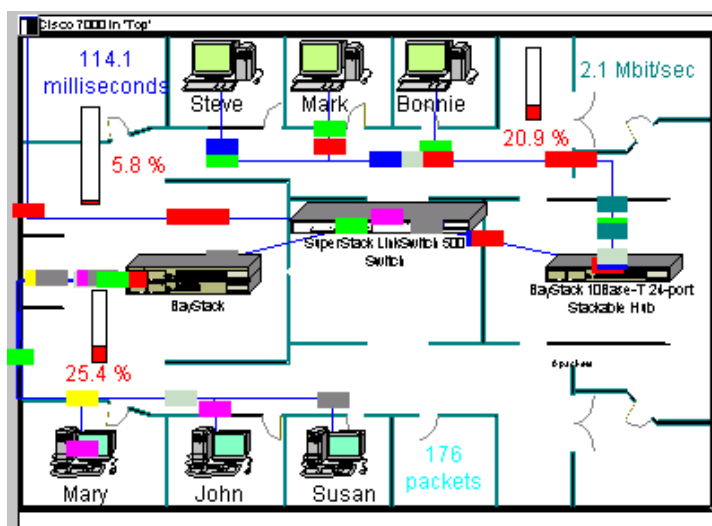 Cisco 7000 in 'Top'
114.1
milliseconds
Steve
Mark
Bonnie
2.1 Mbit/sec
5.8 %
20.9 %
SuperStack LinkSwitch 500
Switch
BayStack
BayStack 10Base-T 24-port
Stackable Hub
25.4 %
packets
Mary
John
Susan
176
packets